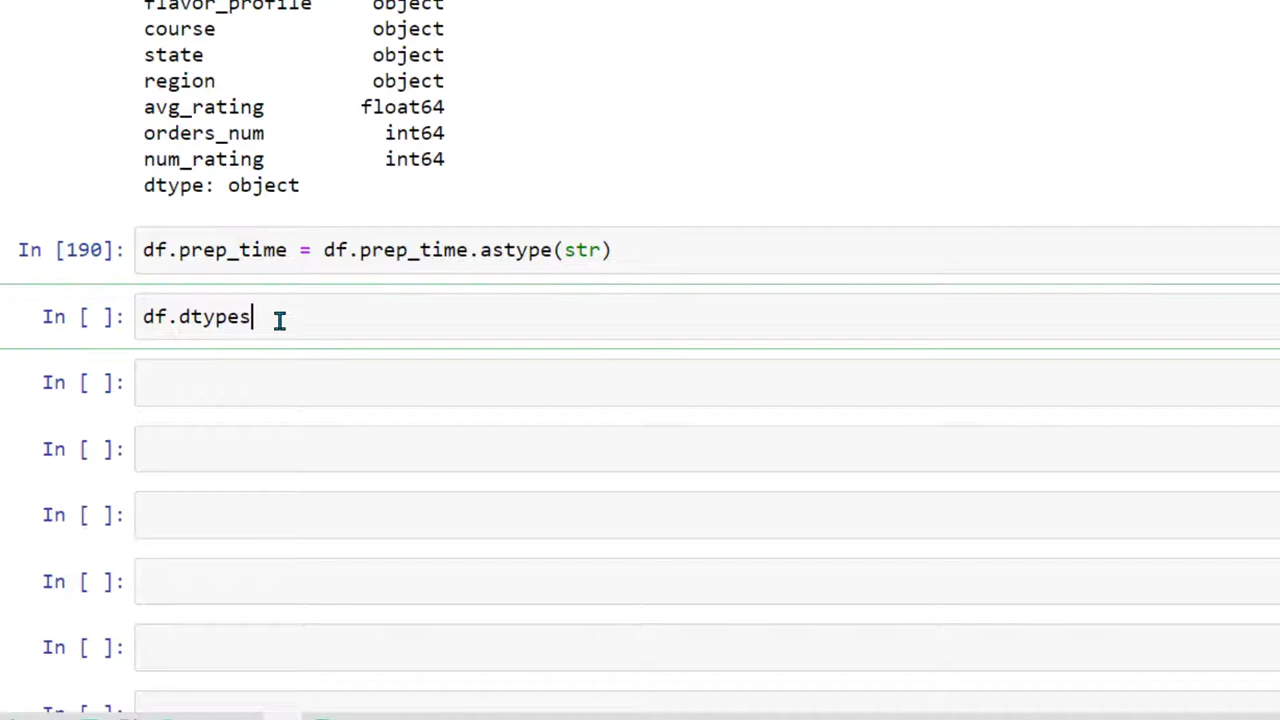 flavor_profile object
course object
state object
region object
avg_rating float64
orders_num int64
num_rating int64
dtype: object
In [190]: df.prep_time = df.prep_time.astype(str)
In [ ]: df.dtypes
In [ ]:
In [ ]:
In [ ]:
In [ ]:
In [ ]:
In [ ]: